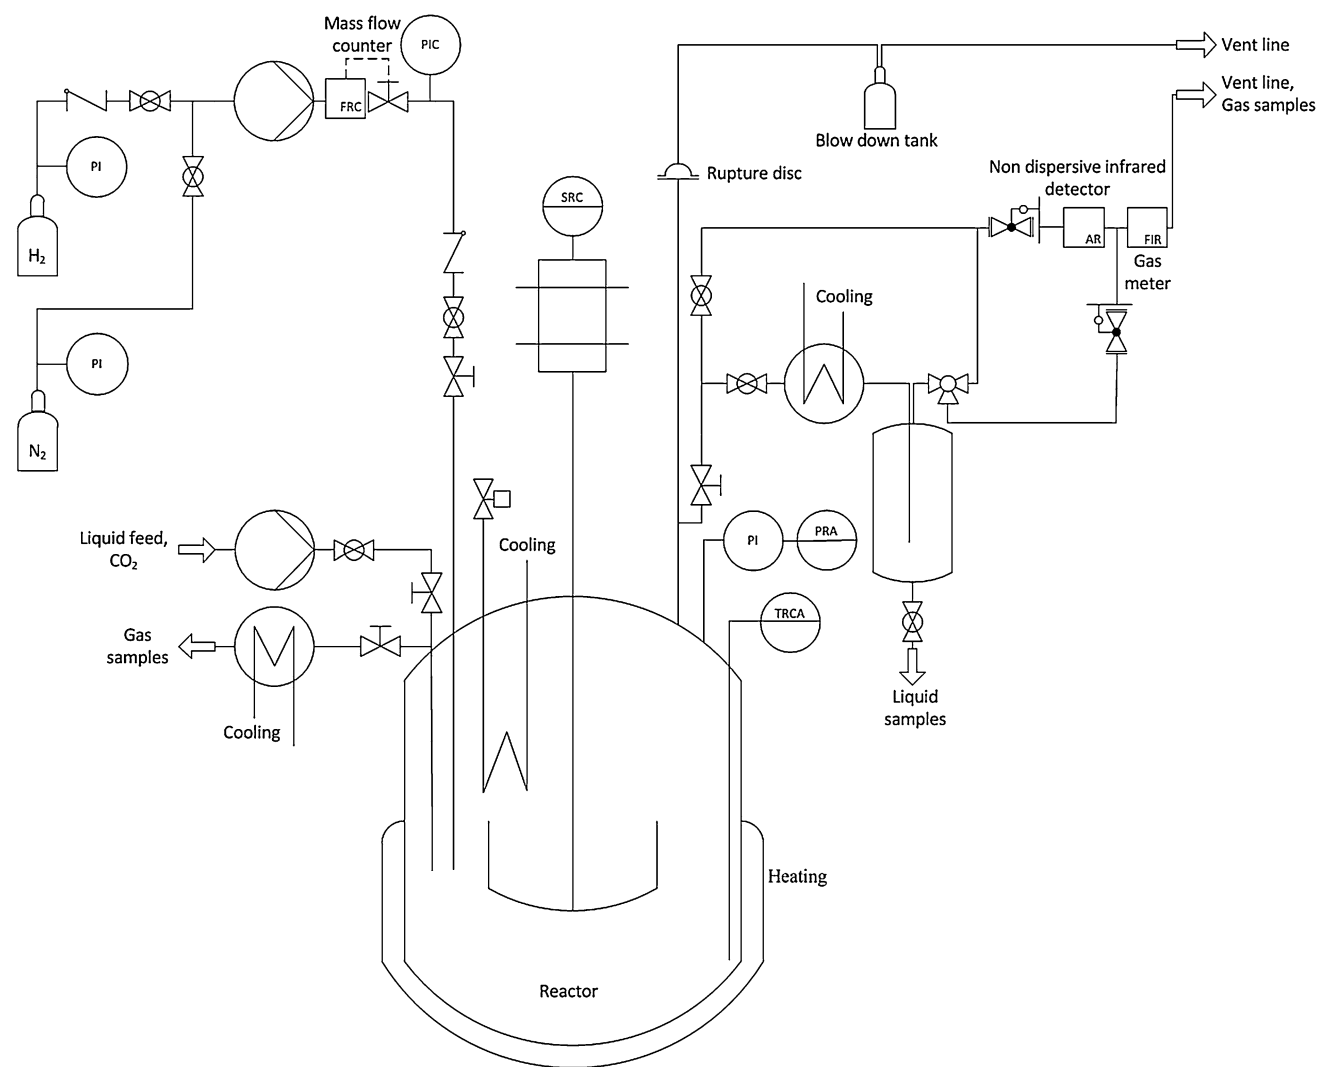 Mass flow
counter
PIC
FRC
PI
H2
PI
N2
SRC
Vent line
Vent line,
Gas samples
Blow down tank
Rupture disc
Non dispersive infrared
detector
AR
FIR
Gas
meter
Cooling
Liquid feed,
CO2
Cooling
PI
PRA
TRCA
Gas
samples
Cooling
Liquid
samples
Heating
Reactor